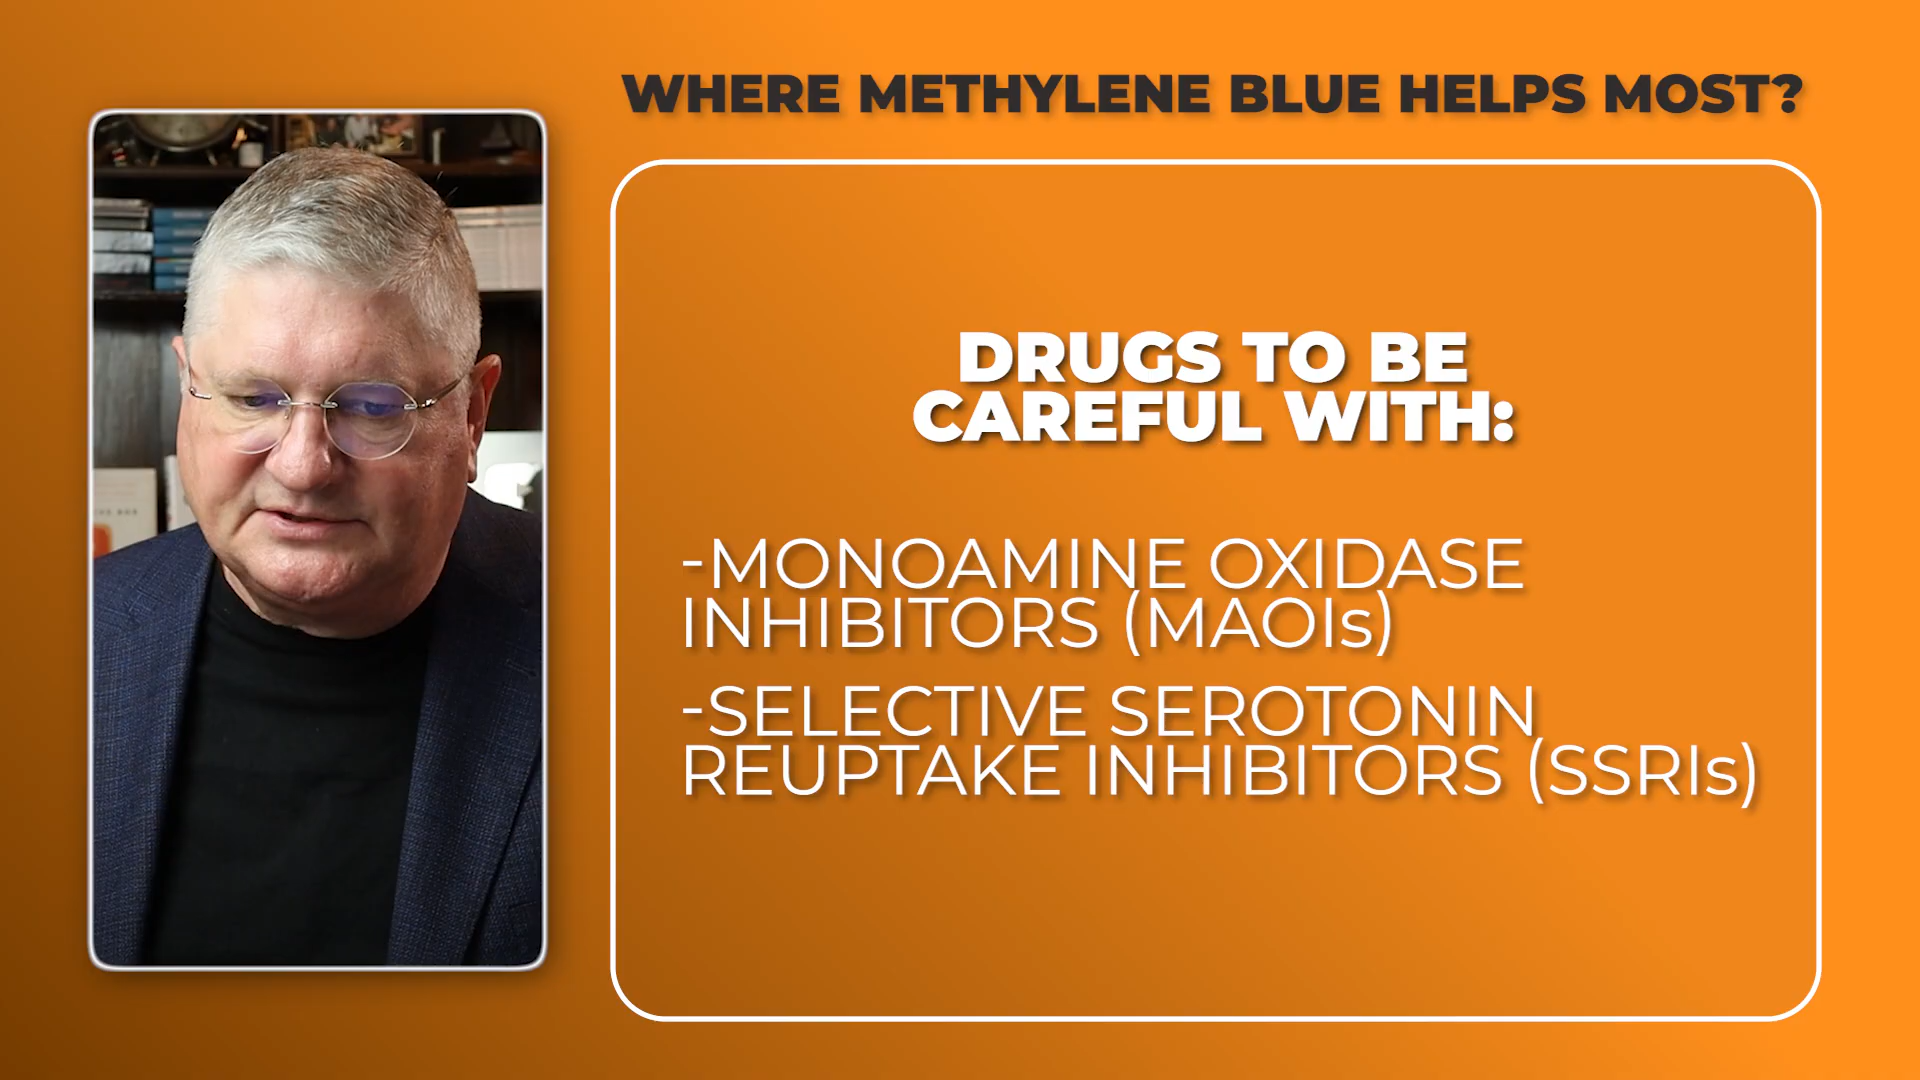 WHERE METHYLENE BLUE HELPS MOST?
DRUGS TO BE
CAREFUL WITH:
-MONOAMINE OXIDASE
INHIBITORS (MAOIs)
-SELECTIVE SEROTONIN
REUPTAKE INHIBITORS (SSRIs)